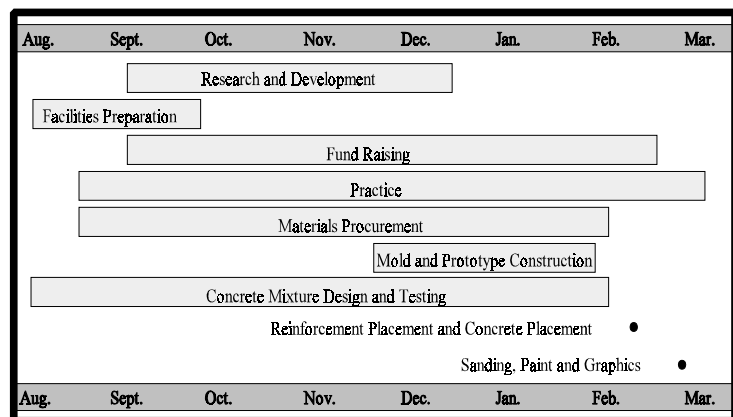 Aug. Sept. Oct. Nov. Dec. Jan. Feb. Mar.
Research and Development
Facilities Preparation
Fund Raising
Practice
Materials Procurement
Mold and Prototype Construction
Concrete Mixture Design and Testing
Reinforcement Placement and Concrete Placement
Sanding, Paint and Graphics
Aug. Sept. Oct. Nov. Dec. Jan. Feb. Mar.